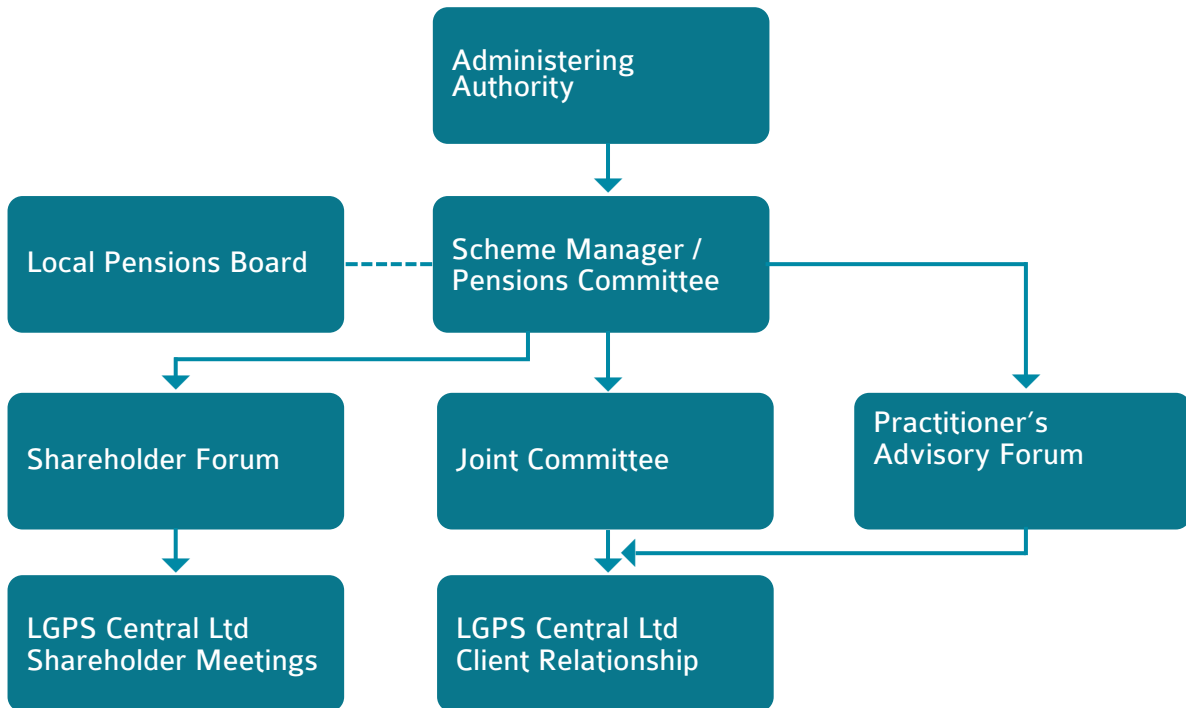 Administering
Authority
Local Pensions Board
Scheme Manager /
Pensions Committee
Shareholder Forum
Joint Committee
Practitioner's
Advisory Forum
LGPS Central Ltd
Shareholder Meetings
LGPS Central Ltd
Client Relationship